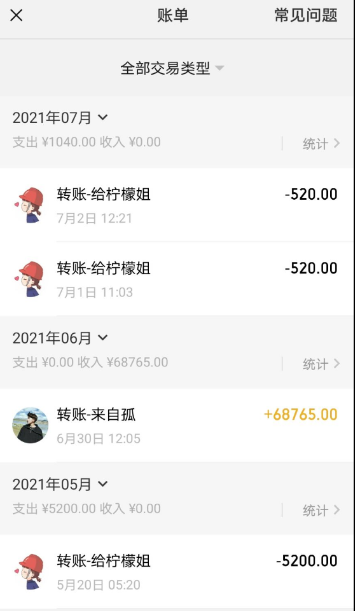 账单 常见问题
全部交易类型
2021年07月
支出 ¥1040.00 收入 ¥0.00 统计
转账-给柠檬姐 -520.00
7月2日 12:21
转账-给柠檬姐 -520.00
7月1日 11:03
2021年06月
支出 ¥0.00 收入 ¥68765.00 统计
转账-来自孤 +68765.00
6月30日 12:05
2021年05月
支出 ¥5200.00 收入 ¥0.00 统计
转账-给柠檬姐 -5200.00
5月20日 05:20